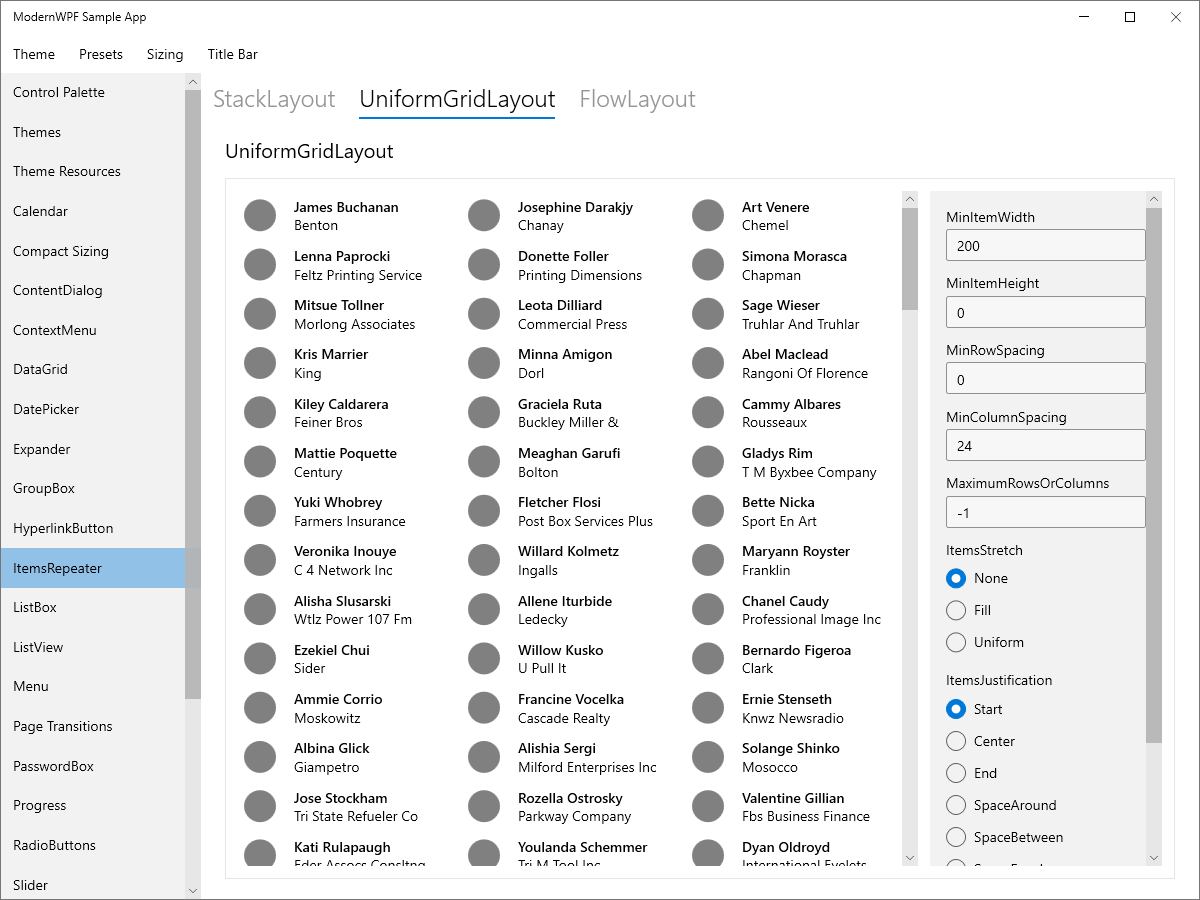 ModernWPF Sample App
Theme Presets Sizing Title Bar
Control Palette
Themes
Theme Resources
Calendar
Compact Sizing
ContentDialog
ContextMenu
DataGrid
DatePicker
Expander
GroupBox
HyperlinkButton
ItemsRepeater
ListBox
ListView
Menu
Page Transitions
PasswordBox
Progress
RadioButtons
Slider
StackLayout UniformGridLayout FlowLayout
UniformGridLayout
James Buchanan
Benton
Josephine Darakjy
Chanay
Art Venere
Chemel
Lenna Paprocki
Feltz Printing Service
Donette Foller
Printing Dimensions
Simona Morasca
Chapman
Mitsue Tollner
Morlong Associates
Leota Dilliard
Commercial Press
Sage Wieser
Truhlar And Truhlar
Kris Marrier
King
Minna Amigon
Dorl
Abel Maclead
Rangoni Of Florence
Kiley Caldarera
Feiner Bros
Graciela Ruta
Buckley Miller &
Cammy Albares
Rousseaux
Mattie Poquette
Century
Meaghan Garufi
Bolton
Gladys Rim
T M Byxbee Company
Yuki Whobrey
Farmers Insurance
Fletcher Flosi
Post Box Services Plus
Bette Nicka
Sport En Art
Veronika Inouye
C 4 Network Inc
Willard Kolmetz
Ingalls
Maryann Royster
Franklin
Alisha Slusarski
Wtlz Power 107 Fm
Allene Iturbide
Ledecky
Chanel Caudy
Professional Image Inc
Ezekiel Chui
Sider
Willow Kusko
U Pull It
Bernardo Figeroa
Clark
Ammie Corrio
Moskowitz
Francine Vocelka
Cascade Realty
Ernie Stenseth
Knwz Newsradio
Albina Glick
Giampetro
Alishia Sergi
Milford Enterprises Inc
Solange Shinko
Mosocco
Jose Stockham
Tri State Refueler Co
Rozella Ostrosky
Parkway Company
Valentine Gillian
Fbs Business Finance
Kati Rulapaugh
Eder Assocs Consltng
Youlanda Schemmer
Tri M Tool Inc
Dyan Oldroyd
International Eyelets
MinItemWidth
200
MinItemHeight
0
MinRowSpacing
0
MinColumnSpacing
24
MaximumRowsOrColumns
-1
ItemsStretch
None
Fill
Uniform
ItemsJustification
Start
Center
End
SpaceAround
SpaceBetween